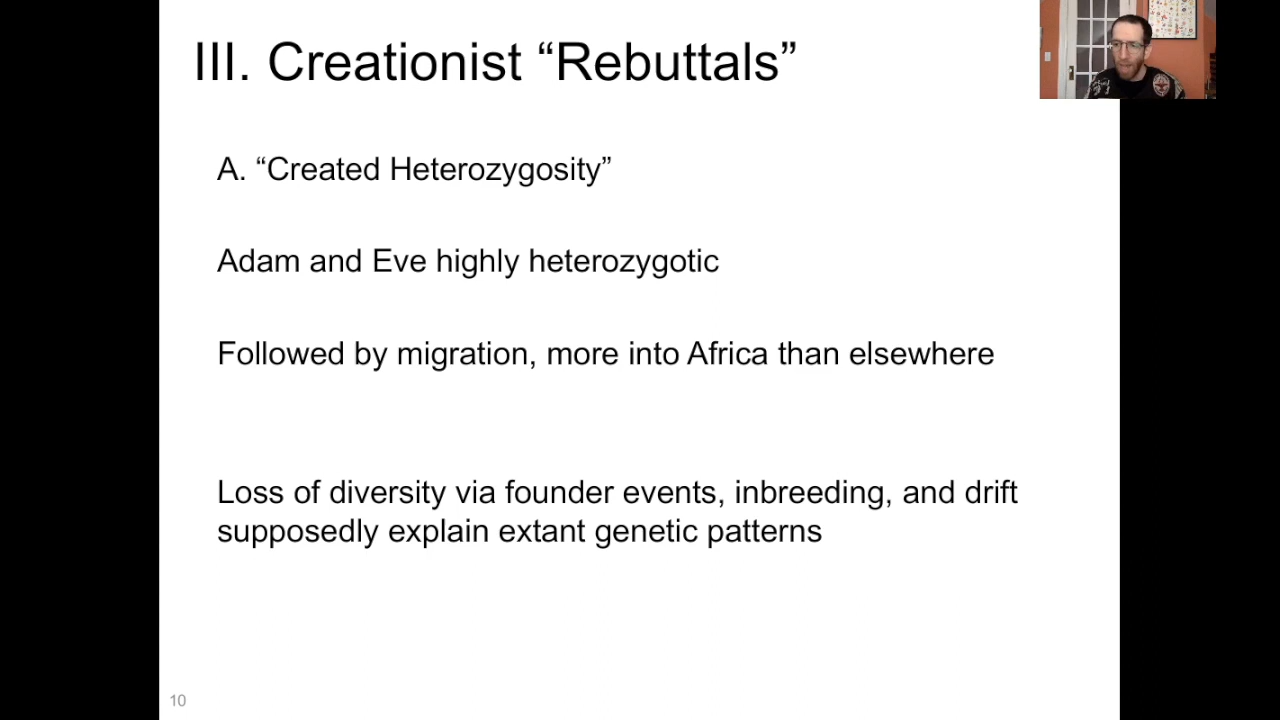 III. Creationist “Rebuttals”
A. “Created Heterozygosity”
Adam and Eve highly heterozygotic
Followed by migration, more into Africa than elsewhere
Loss of diversity via founder events, inbreeding, and drift
supposedly explain extant genetic patterns
10